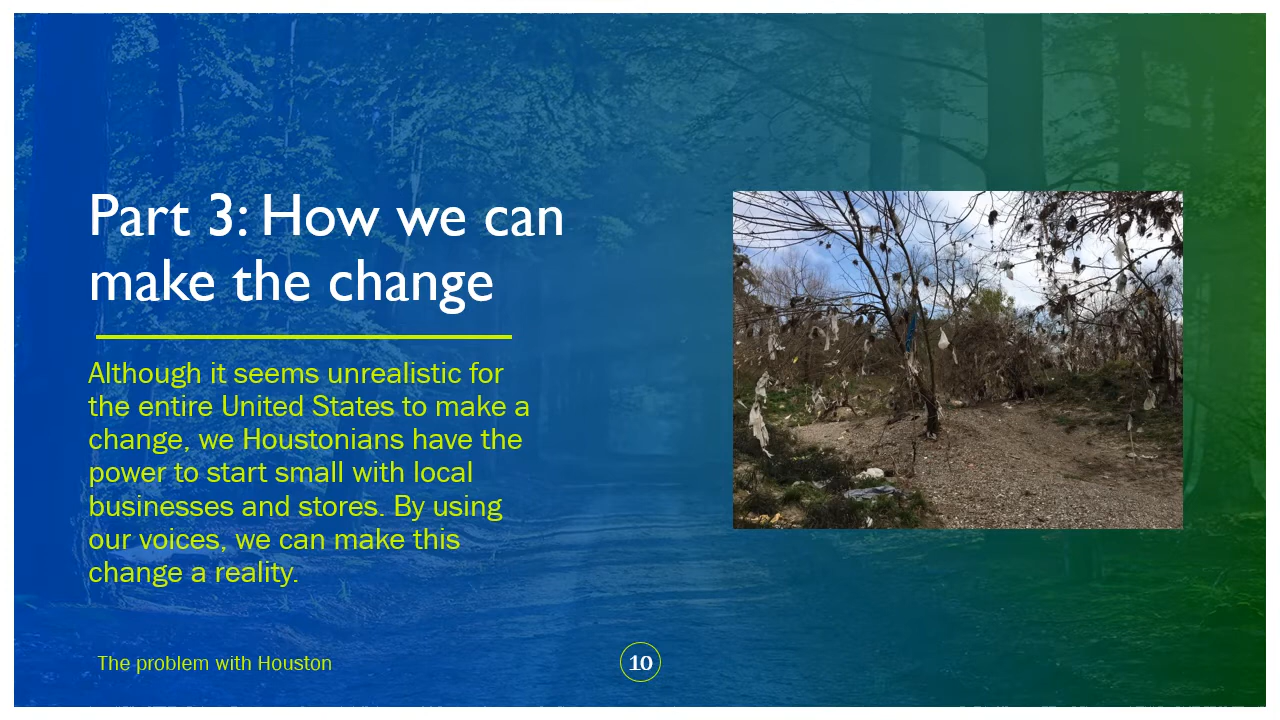 Part 3: How we can
make the change
Although it seems unrealistic for
the entire United States to make a
change, we Houstonians have the
power to start small with local
businesses and stores. By using
our voices, we can make this
change a reality.
The problem with Houston
10